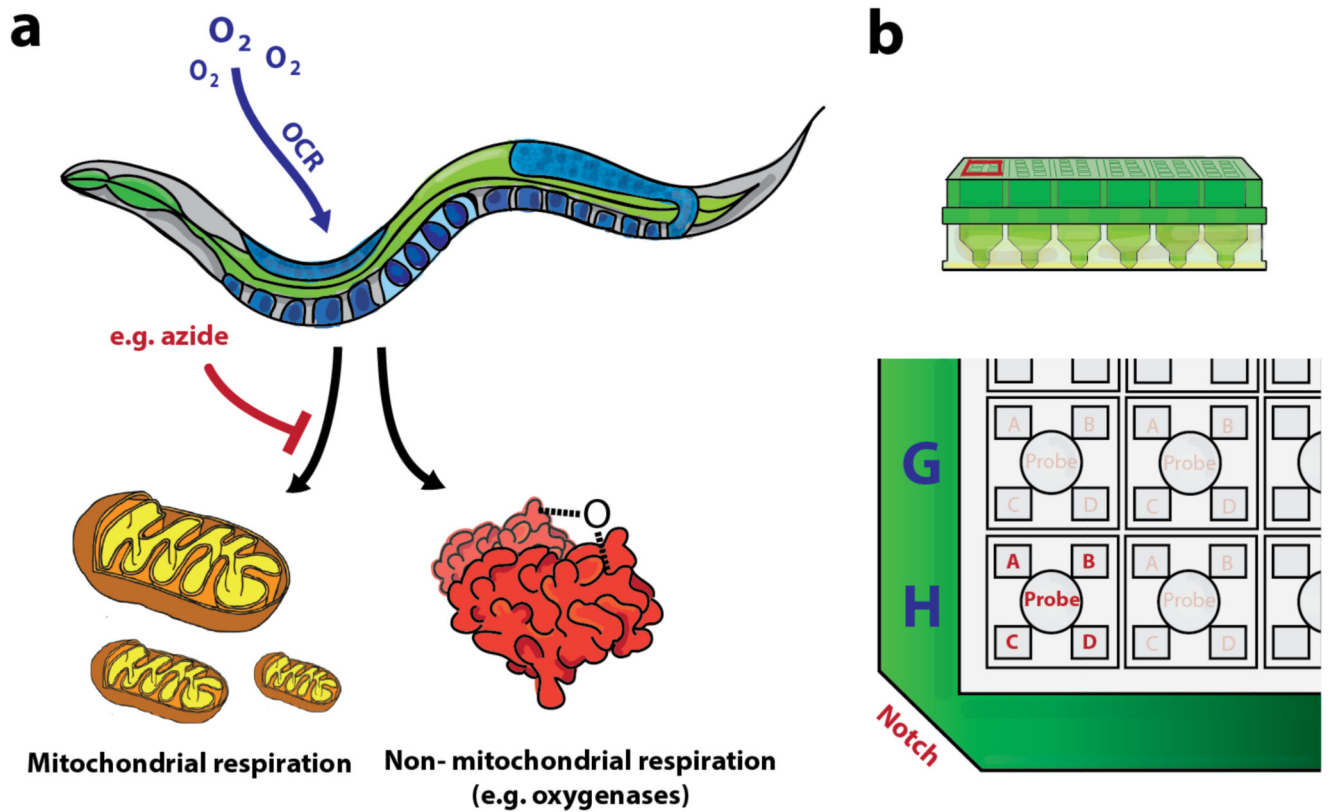 a
O2
O2
O2
OCR
e.g. azide
Mitochondrial respiration
Non- mitochondrial respiration
(e.g. oxygenases)
O
b
G
A B
Probe
C D
A B
Probe
C D
H
A B
Probe
C D
A B
Probe
C D
Notch